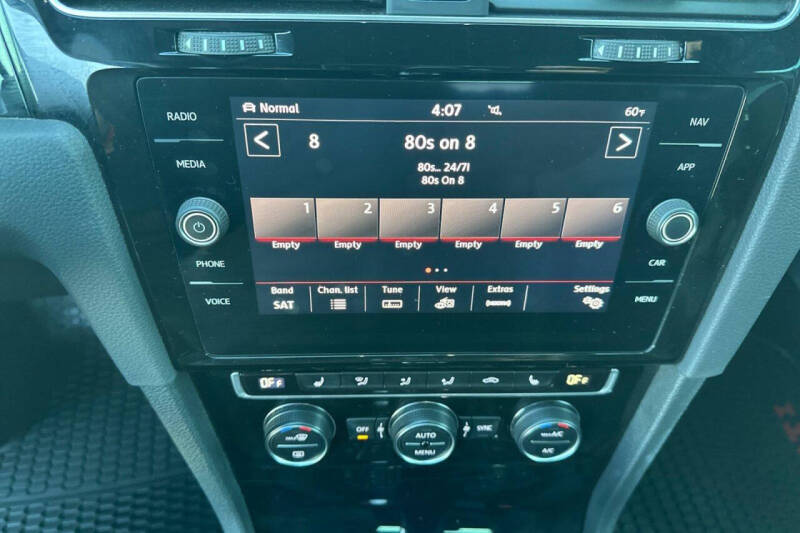 Normal 4:07 60°F
RADIO
MEDIA
PHONE
VOICE
NAV
APP
CAR
MENU
8 80s on 8
80s... 24/7!
80s On 8
1 2 3 4 5 6
Empty Empty Empty Empty Empty Empty
Band Chan. list Tune View Extras Settings
SAT
OFF OFF
MAX
OFF
AUTO
MENU
SYNC
MAX A/C
A/C